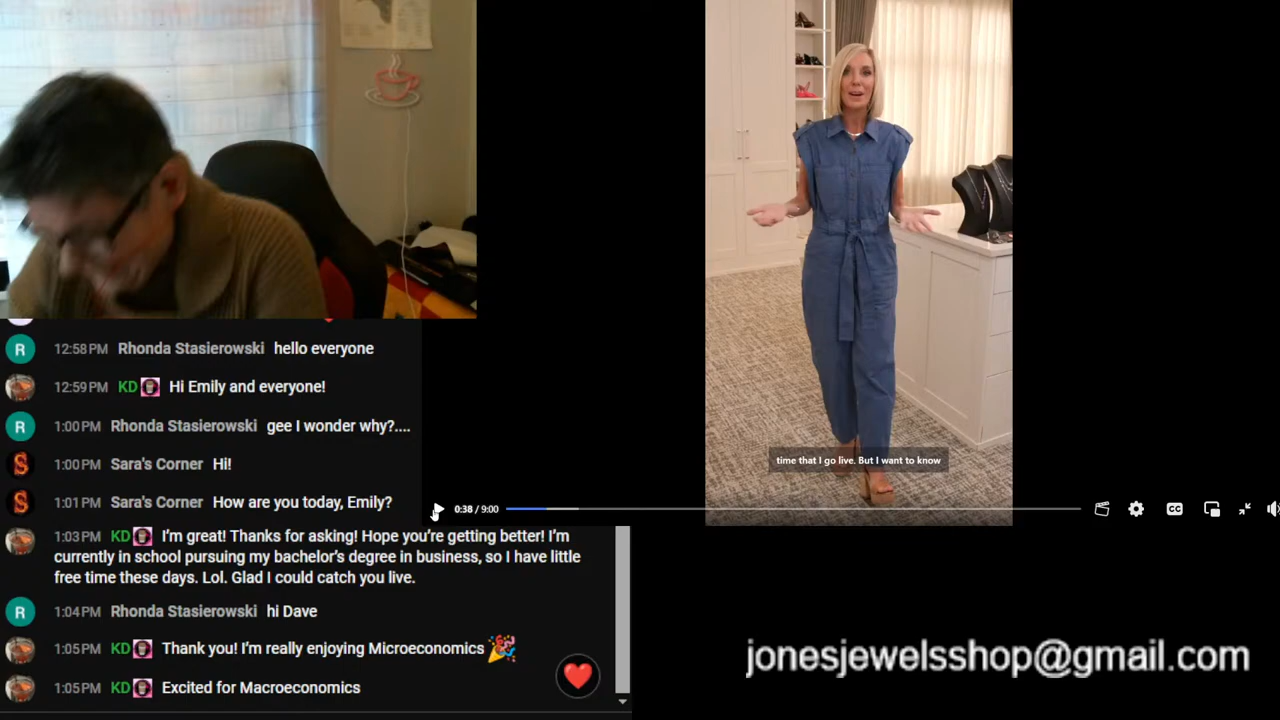 12:58 PM Rhonda Stasierowski hello everyone
12:59 PM KD Hi Emily and everyone!
1:00 PM Rhonda Stasierowski gee I wonder why?....
1:00 PM Sara's Corner Hi!
1:01 PM Sara's Corner How are you today, Emily?
1:03 PM KD I'm great! Thanks for asking! Hope you're getting better! I'm
currently in school pursuing my bachelor's degree in business, so I have little
free time these days. Lol. Glad I could catch you live.
1:04 PM Rhonda Stasierowski hi Dave
1:05 PM KD Thank you! I'm really enjoying Microeconomics
1:05 PM KD Excited for Macroeconomics
time that I go live. But I want to know
0:38 / 9:00
CC
jonesjewelsshop@gmail.com